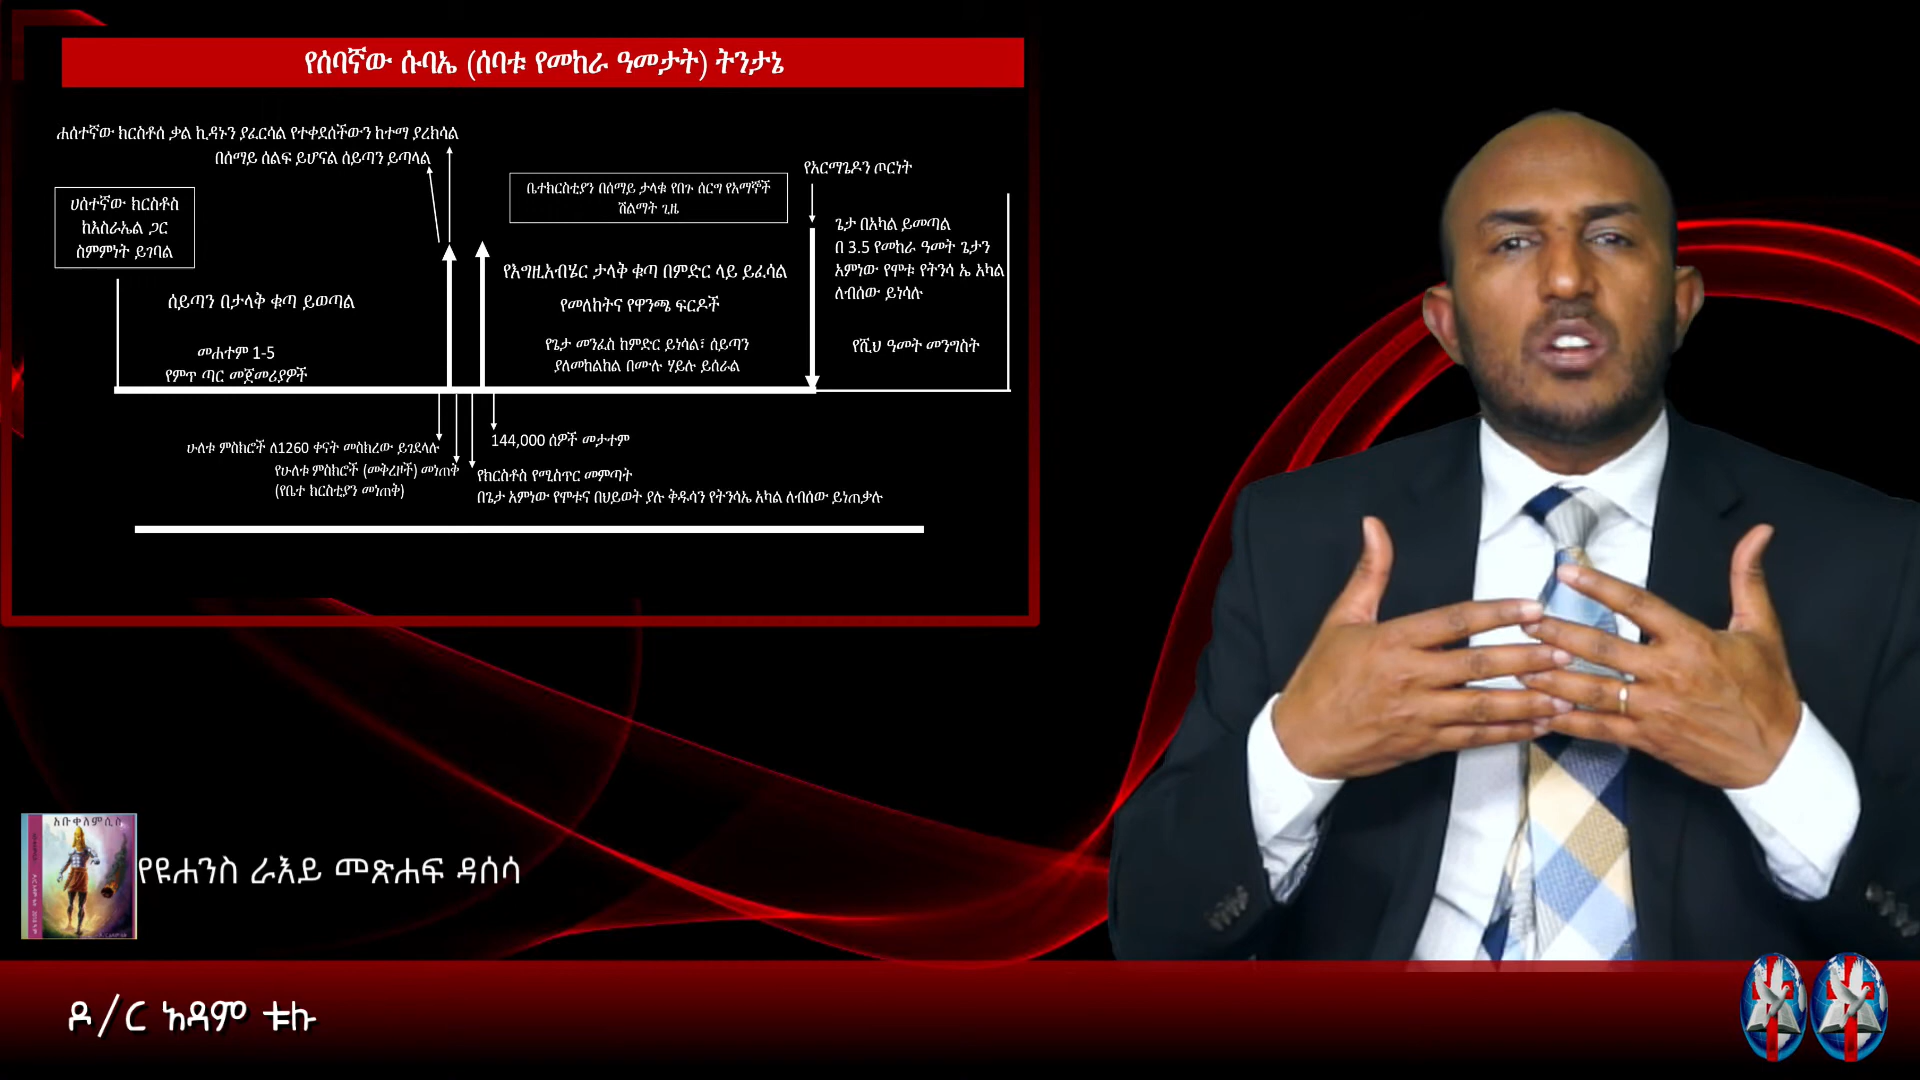 የሰባኛው ሱባኤ (ሰባቱ የመከራ ዓመታት) ትንታኔ
ሐሰተኛው ክርስቶስ ቃል ኪዳኑን ያፈርሳል የተቀደሰችውን ከተማ ያረክሳል
በሰማይ ሰልፍ ይሆናል ሰይጣን ይጣላል
ሀሰተኛው ክርስቶስ
ከእስራኤል ጋር
ስምምነት ይገባል
ሰይጣን በታላቅ ቁጣ ይወጣል
መሐተም 1-5
የምጥ ጣር መጀመሪያዎች
ቤተክርስቲያን በሰማይ ታላቁ የበጉ ሰርግ የአማኞች
ሽልማት ጊዜ
የእግዚአብሄር ታላቅ ቁጣ በምድር ላይ ይፈሳል
የመለከትና የዋንጫ ፍርዶች
የጌታ መንፈስ ከምድር ይነሳል፣ ሰይጣን
ያለመከልከል በሙሉ ሃይሉ ይሰራል
የአርማጌዶን ጦርነት
ጌታ በአካል ይመጣል
በ 3.5 የመከራ ዓመት ጌታን
አምነው የሞቱ የትንሳ ኤ አካል
ለብሰው ይነሳሉ
የሺህ ዓመት መንግስት
ሁለቱ ምስክሮች ለ1260 ቀናት መስክረው ይገደላሉ
የሁለቱ ምስክሮች (መቅረዞች) መነጠቅ
(የቤተ ክርስቲያን መነጠቅ)
144,000 ሰዎች መታተም
የክርስቶስ የሚስጥር መምጣት
በጌታ አምነው የሞቱና በህይወት ያሉ ቅዱሳን የትንሳኤ አካል ለብሰው ይነጠቃሉ
አቡቀለምሲስ
የዩሐንስ ራእይ መጽሐፍ ዳሰሳ
ዶ/ር አዳም ቱሉ